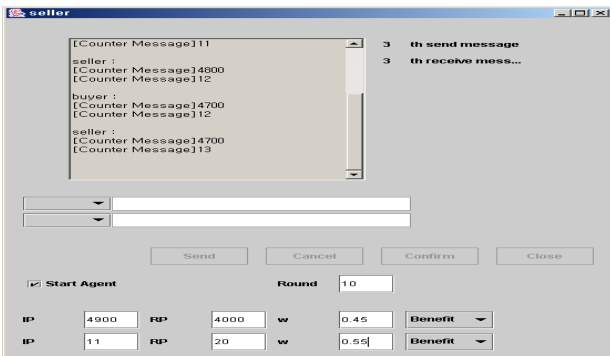 seller
[Counter Message]11
seller :
[Counter Message]4800
[Counter Message]12
buyer :
[Counter Message]4700
[Counter Message]12
seller :
[Counter Message]4700
[Counter Message]13
3 th send message
3 th receive mess...
Send Cancel Confirm Close
Start Agent Round 10
IP 4900 RP 4000 w 0.45 Benefit
IP 11 RP 20 w 0.55 Benefit